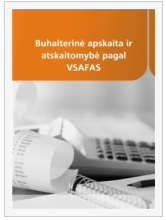 Buhalterinė apskaita ir
atskaitomybė pagal
VSAFAS